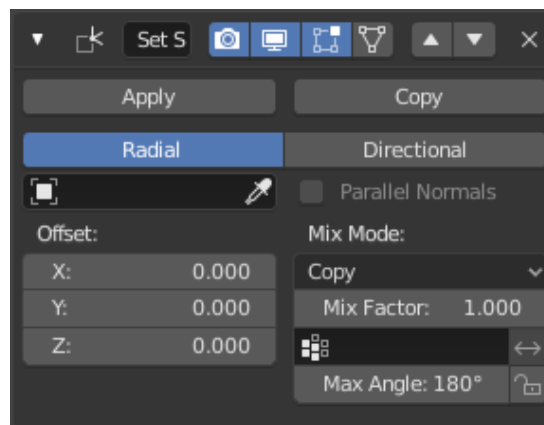 Set S
Apply Copy
Radial Directional
Parallel Normals
Offset: Mix Mode:
X: 0.000 Copy
Y: 0.000 Mix Factor: 1.000
Z: 0.000
Max Angle: 180°